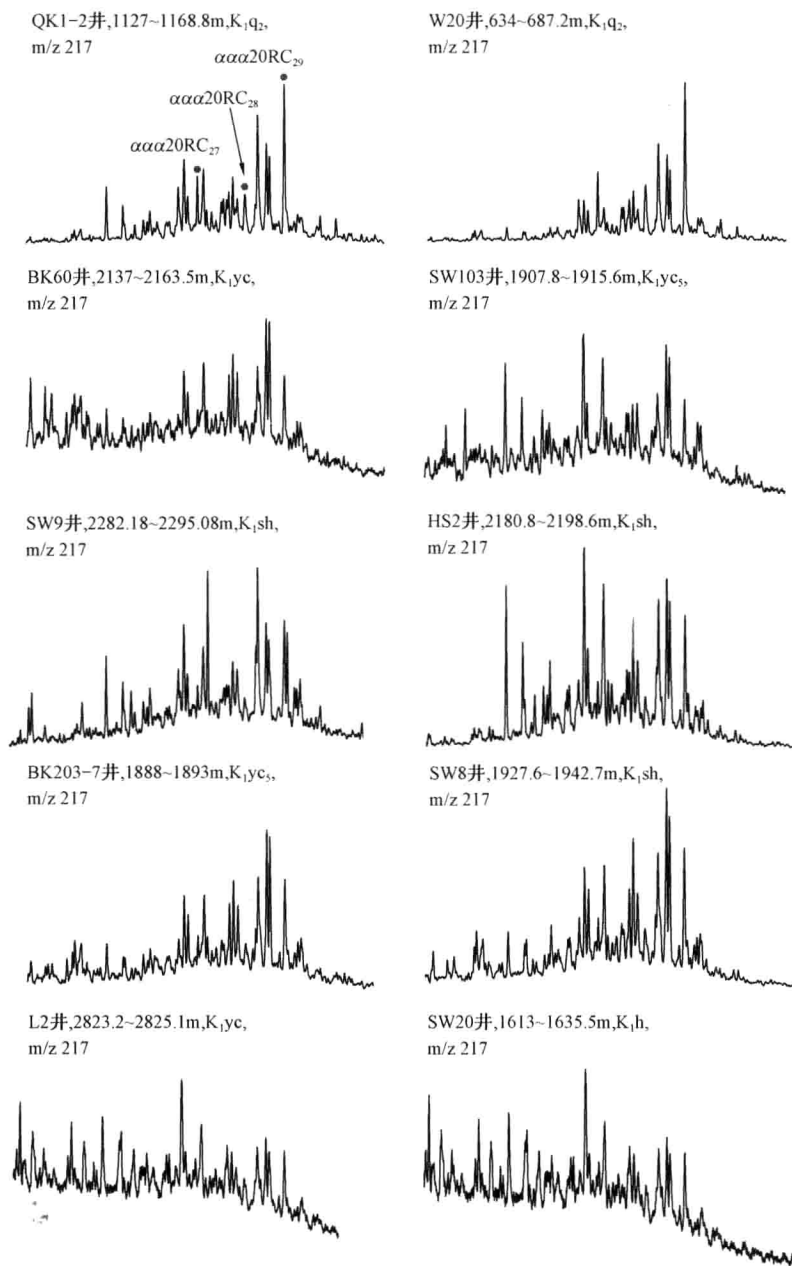 QK1-2井,1127~1168.8m,K₁q₂,
m/z 217
ααα20RC₂₉
ααα20RC₂₈
ααα20RC₂₇
W20井,634~687.2m,K₁q₂,
m/z 217
BK60井,2137~2163.5m,K₁yc,
m/z 217
SW103井,1907.8~1915.6m,K₁yc₅,
m/z 217
SW9井,2282.18~2295.08m,K₁sh,
m/z 217
HS2井,2180.8~2198.6m,K₁sh,
m/z 217
BK203-7井,1888~1893m,K₁yc₅,
m/z 217
SW8井,1927.6~1942.7m,K₁sh,
m/z 217
L2井,2823.2~2825.1m,K₁yc,
m/z 217
SW20井,1613~1635.5m,K₁h,
m/z 217